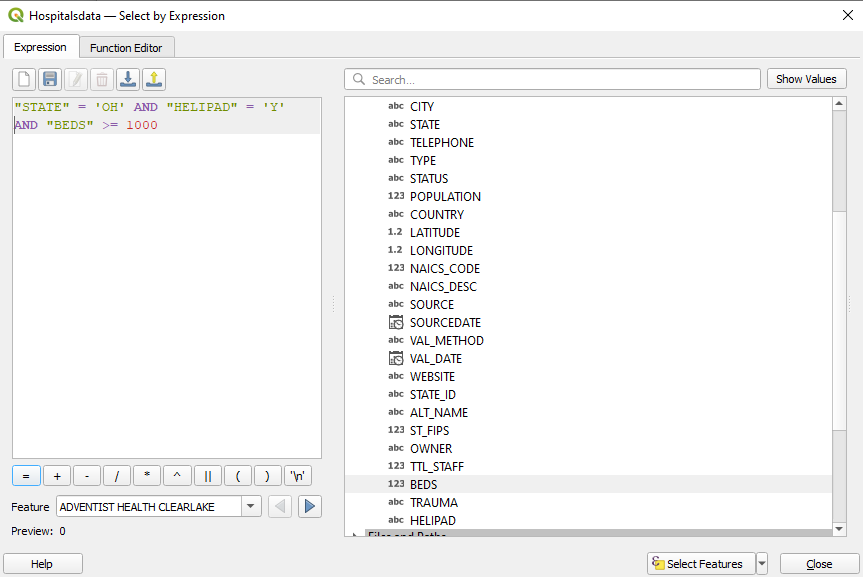 Hospitalsdata — Select by Expression
Expression
Function Editor
Search...
Show Values
"STATE" = 'OH' AND "HELIPAD" = 'Y'
AND "BEDS" >= 1000
abc CITY
abc STATE
abc TELEPHONE
abc TYPE
abc STATUS
123 POPULATION
abc COUNTRY
1.2 LATITUDE
1.2 LONGITUDE
123 NAICS_CODE
abc NAICS_DESC
abc SOURCE
SOURCEDATE
abc VAL_METHOD
VAL_DATE
abc WEBSITE
abc STATE_ID
abc ALT_NAME
123 ST_FIPS
abc OWNER
123 TTL_STAFF
123 BEDS
abc TRAUMA
abc HELIPAD
Files and Paths
= + - / * ^ || ( ) '\n'
Feature ADVENTIST HEALTH CLEARLAKE
Preview: 0
Help
ε Select Features
Close